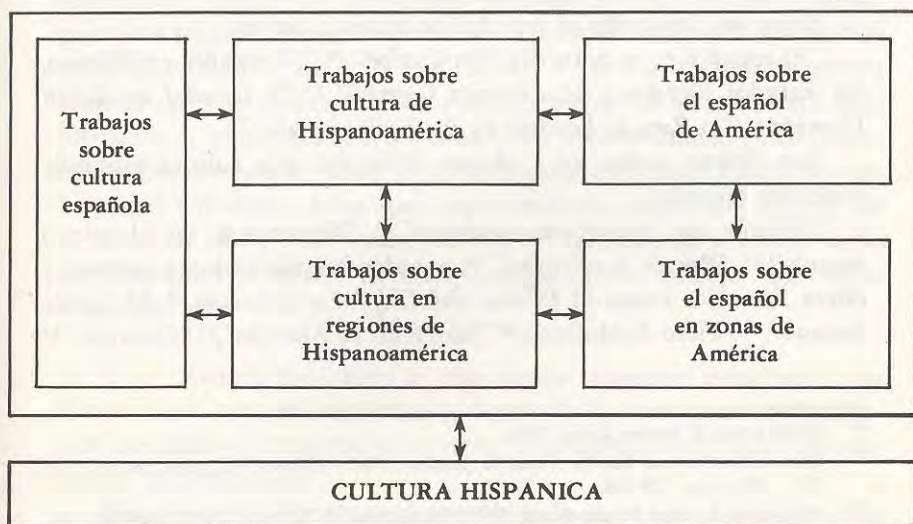 Trabajos
sobre
cultura
española
Trabajos sobre
cultura de
Hispanoamérica
Trabajos sobre
el español
de América
Trabajos sobre
cultura en
regiones de
Hispanoamérica
Trabajos sobre
el español
en zonas de
América
CULTURA HISPANICA